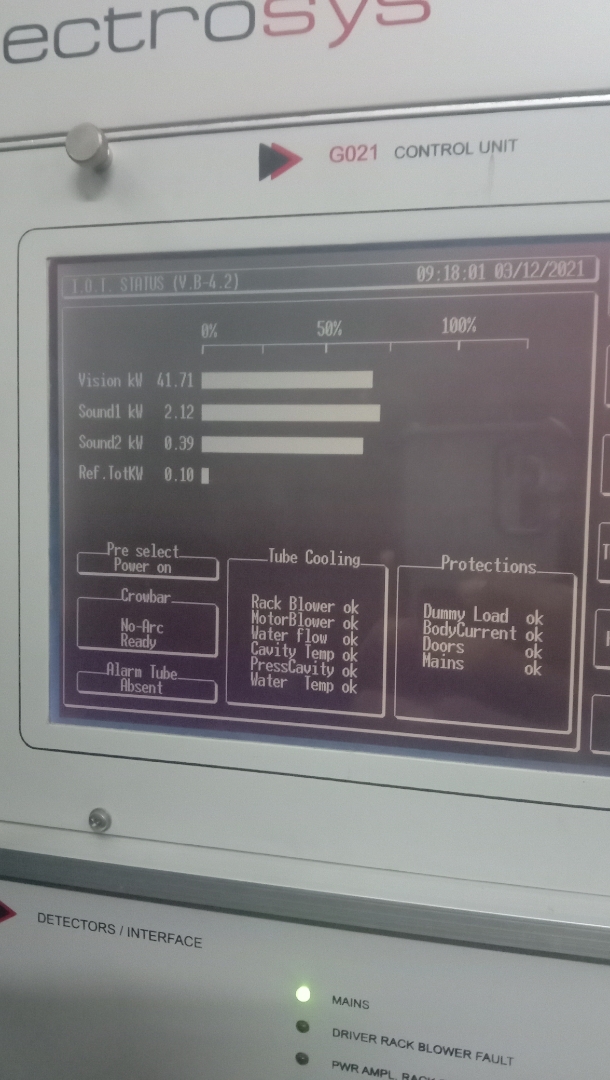 ectrosys
G021 CONTROL UNIT
I.O.T. STATUS (V.B-4.2) 09:18:01 03/12/2021
0% 50% 100%
Vision kW 41.71
Sound1 kW 2.12
Sound2 kW 0.39
Ref.TotKW 0.10
Pre select
Power on
Crowbar
No-Arc
Ready
Alarm Tube
Absent
Tube Cooling
Rack Blower ok
MotorBlower ok
Water flow ok
Cavity Temp ok
PressCavity ok
Water Temp ok
Protections
Dummy Load ok
BodyCurrent ok
Doors ok
Mains ok
DETECTORS / INTERFACE
MAINS
DRIVER RACK BLOWER FAULT
PWR AMPL. RACK